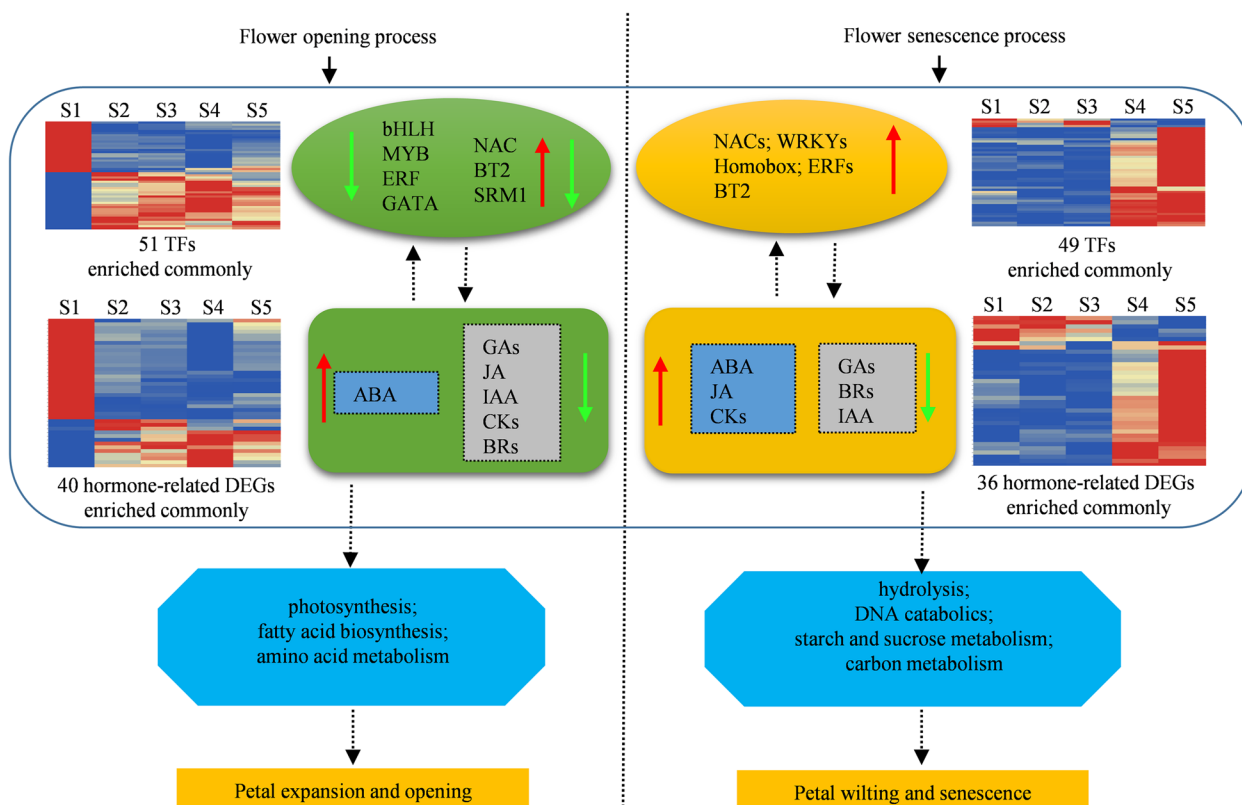 Flower opening process
Flower senescence process
S1 S2 S3 S4 S5
51 TFs
enriched commonly
bHLH
MYB
ERF
GATA
NAC
BT2
SRM1
NACs; WRKYs
Homobox; ERFs
BT2
S1 S2 S3 S4 S5
49 TFs
enriched commonly
S1 S2 S3 S4 S5
40 hormone-related DEGs
enriched commonly
ABA
GAs
JA
IAA
CKs
BRs
ABA
JA
CKs
GAs
BRs
IAA
S1 S2 S3 S4 S5
36 hormone-related DEGs
enriched commonly
photosynthesis;
fatty acid biosynthesis;
amino acid metabolism
hydrolysis;
DNA catabolics;
starch and sucrose metabolism;
carbon metabolism
Petal expansion and opening
Petal wilting and senescence